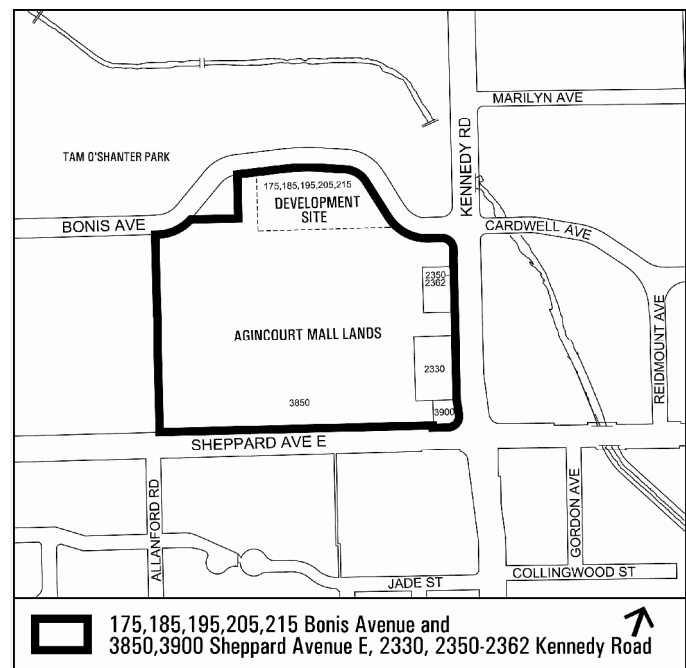 MARILYN AVE
KENNEDY RD
TAM O'SHANTER PARK
175,185,195,205,215
DEVELOPMENT
SITE
BONIS AVE
CARDWELL AVE
2350-
2362
AGINCOURT MALL LANDS
REIDMOUNT AVE
2330
3850
3900
SHEPPARD AVE E
ALLANFORD RD
GORDON AVE
COLLINGWOOD ST
JADE ST
175,185,195,205,215 Bonis Avenue and
3850,3900 Sheppard Avenue E, 2330, 2350-2362 Kennedy Road